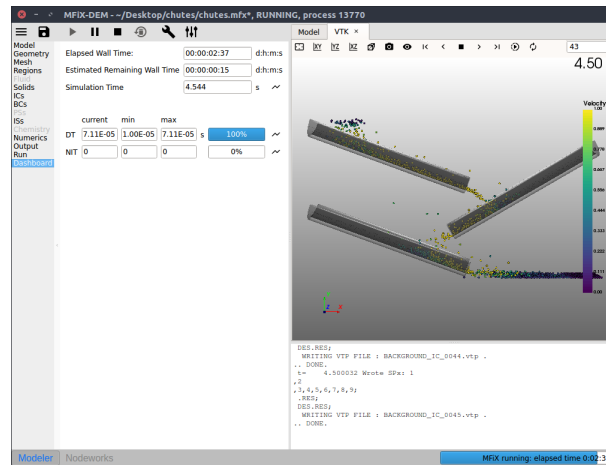 MFiX-DEM - ~/Desktop/chutes/chutes.mfx*, RUNNING, process 13770
Model
Geometry
Mesh
Regions
Fluid
Solids
ICs
BCs
PSs
ISs
Chemistry
Numerics
Output
Run
Dashboard
Elapsed Wall Time: 00:00:02:37 d:h:m:s
Estimated Remaining Wall Time 00:00:00:15 d:h:m:s
Simulation Time 4.544 s
current min max
DT 7.11E-05 1.00E-05 7.11E-05 s 100%
NIT 0 0 0 0%
Model VTK ×
XY YZ XZ 43
4.50
Velocity
1.00
0.889
0.779
0.667
0.556
0.444
0.333
0.222
0.111
0.00
Y
Z X
DES.RES;
WRITING VTP FILE : BACKGROUND_IC_0044.vtp .
.. DONE.
t= 4.500032 Wrote SPx: 1
,2
,3,4,5,6,7,8,9;
.RES;
DES.RES;
WRITING VTP FILE : BACKGROUND_IC_0045.vtp .
.. DONE.
Modeler Nodeworks MFiX running: elapsed time 0:02:3